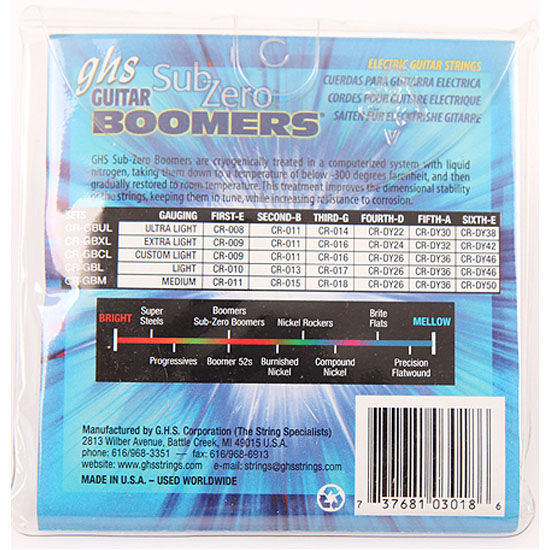 ghs
GUITAR
Sub-Zero
BOOMERS™
ELECTRIC GUITAR STRINGS
CUERDAS PARA GUITARRA ELECTRICA
CORDES POUR GUITARE ELECTRIQUE
SAITEN FÜR ELEKTRISHE GITARRE
GHS Sub-Zero Boomers are cryogenically treated in a computerized system with liquid
nitrogen, taking them down to a temperature of below -300 degrees farenheit, and then
gradually restored to room temperature. This treatment improves the dimensional stability
of the strings, keeping them in tune, while increasing resistance to corrosion.
SETS GAUGING FIRST-E SECOND-B THIRD-G FOURTH-D FIFTH-A SIXTH-E
CR-GBUL ULTRA LIGHT CR-008 CR-011 CR-014 CR-DY22 CR-DY30 CR-DY38
CR-GBXL EXTRA LIGHT CR-009 CR-011 CR-016 CR-DY24 CR-DY32 CR-DY42
CR-GBCL CUSTOM LIGHT CR-009 CR-011 CR-016 CR-DY26 CR-DY36 CR-DY46
CR-GBL LIGHT CR-010 CR-013 CR-017 CR-DY26 CR-DY36 CR-DY46
CR-GBM MEDIUM CR-011 CR-015 CR-018 CR-DY26 CR-DY36 CR-DY50
Super Boomers Brite
BRIGHT Steels Sub-Zero Boomers Nickel Rockers Flats MELLOW
Progressives Boomer 52s Burnished Compound Precision
Nickel Nickel Flatwound
Manufactured by G.H.S. Corporation (The String Specialists)
2813 Wilber Avenue, Battle Creek, MI 49015 U.S.A.
phone: 616/968-3351 — fax: 616/968-6913
website: www.ghsstrings.com e-mail: strings@ghsstrings.com
MADE IN U.S.A. – USED WORLDWIDE
7 37681 03018 6